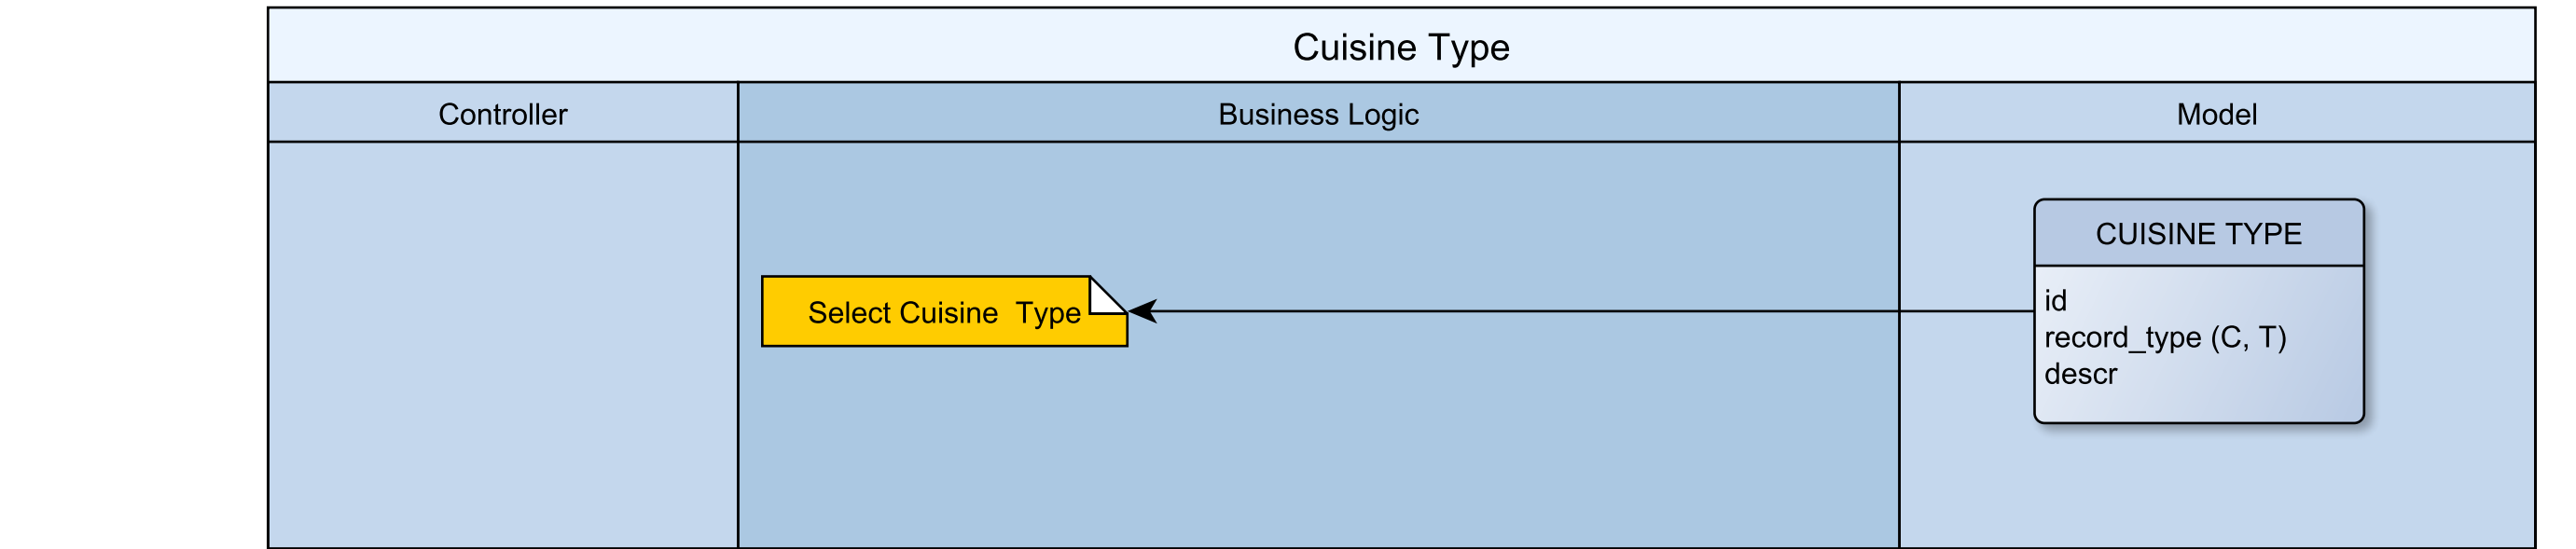 Cuisine Type
Controller
Business Logic
Model
CUISINE TYPE
Select Cuisine  Type
id
record_type (C, T)
descr